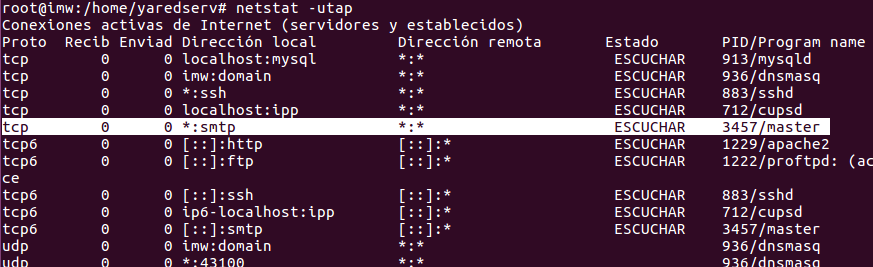 root@imw:/home/yaredserv# netstat -utap
Conexiones activas de Internet (servidores y establecidos)
Proto  Recib Enviad Dirección local         Dirección remota        Estado       PID/Program name
tcp        0      0 localhost:mysql         *:*                     ESCUCHAR    913/mysqld
tcp        0      0 imw:domain              *:*                     ESCUCHAR    936/dnsmasq
tcp        0      0 *:ssh                   *:*                     ESCUCHAR    883/sshd
tcp        0      0 localhost:ipp           *:*                     ESCUCHAR    712/cupsd
tcp        0      0 *:smtp                  *:*                     ESCUCHAR    3457/master
tcp6       0      0 [::]:http               [::]:*                  ESCUCHAR    1229/apache2
tcp6       0      0 [::]:ftp                [::]:*                  ESCUCHAR    1222/proftpd: (ac
ce
tcp6       0      0 [::]:ssh                [::]:*                  ESCUCHAR    883/sshd
tcp6       0      0 ip6-localhost:ipp       [::]:*                  ESCUCHAR    712/cupsd
tcp6       0      0 [::]:smtp               [::]:*                  ESCUCHAR    3457/master
udp        0      0 imw:domain              *:*                                 936/dnsmasq
udp        0      0 *:43100                 *:*                                 936/dnsmasq